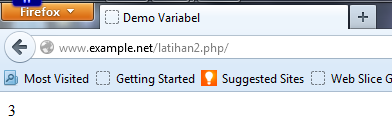 Firefox
Demo Variabel
www.example.net/latihan2.php/
Most Visited Getting Started Suggested Sites Web Slice G
3